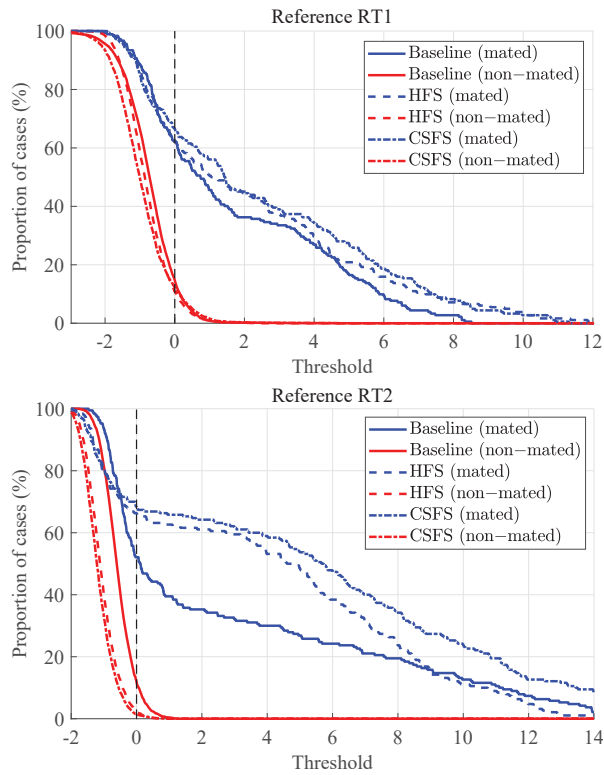 Reference RT1
Proportion of cases (%)
100
80
60
40
20
0
-2
0
2
4
6
8
10
12
Threshold
Baseline (mated)
Baseline (non−mated)
HFS (mated)
HFS (non−mated)
CSFS (mated)
CSFS (non−mated)
Reference RT2
Proportion of cases (%)
100
80
60
40
20
0
-2
0
2
4
6
8
10
12
14
Threshold
Baseline (mated)
Baseline (non−mated)
HFS (mated)
HFS (non−mated)
CSFS (mated)
CSFS (non−mated)